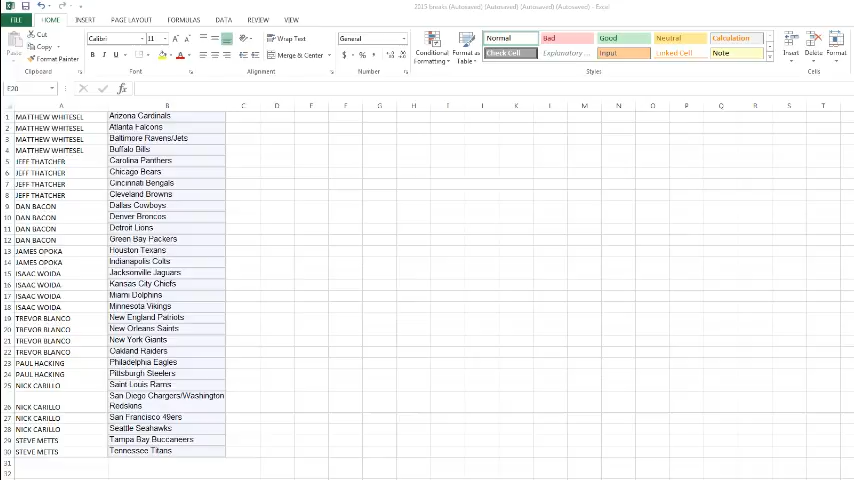 2015 breaks (Autosaved) (Autosaved) (Autosaved) (Autosaved) - Excel
FILE HOME INSERT PAGE LAYOUT FORMULAS DATA REVIEW VIEW
Cut
Copy
Format Painter
Paste
Clipboard
Calibri 11
B I U
Font
Wrap Text
Merge & Center
Alignment
General
$ % ,
Number
Conditional Formatting
Format as Table
Normal Bad Good Neutral Calculation
Check Cell Explanatory ... Input Linked Cell Note
Styles
Insert Delete Format
Cells
E20
fx
A B C D E F G H I J K L M N O P Q R S T
1 MATTHEW WHITESEL Arizona Cardinals
2 MATTHEW WHITESEL Atlanta Falcons
3 MATTHEW WHITESEL Baltimore Ravens/Jets
4 MATTHEW WHITESEL Buffalo Bills
5 JEFF THATCHER Carolina Panthers
6 JEFF THATCHER Chicago Bears
7 JEFF THATCHER Cincinnati Bengals
8 JEFF THATCHER Cleveland Browns
9 DAN BACON Dallas Cowboys
10 DAN BACON Denver Broncos
11 DAN BACON Detroit Lions
12 DAN BACON Green Bay Packers
13 JAMES OPOKA Houston Texans
14 JAMES OPOKA Indianapolis Colts
15 ISAAC WOIDA Jacksonville Jaguars
16 ISAAC WOIDA Kansas City Chiefs
17 ISAAC WOIDA Miami Dolphins
18 ISAAC WOIDA Minnesota Vikings
19 TREVOR BLANCO New England Patriots
20 TREVOR BLANCO New Orleans Saints
21 TREVOR BLANCO New York Giants
22 TREVOR BLANCO Oakland Raiders
23 PAUL HACKING Philadelphia Eagles
24 PAUL HACKING Pittsburgh Steelers
25 NICK CARILLO Saint Louis Rams
26 NICK CARILLO San Diego Chargers/Washington
Redskins
27 NICK CARILLO San Francisco 49ers
28 NICK CARILLO Seattle Seahawks
29 STEVE METTS Tampa Bay Buccaneers
30 STEVE METTS Tennessee Titans
31
32